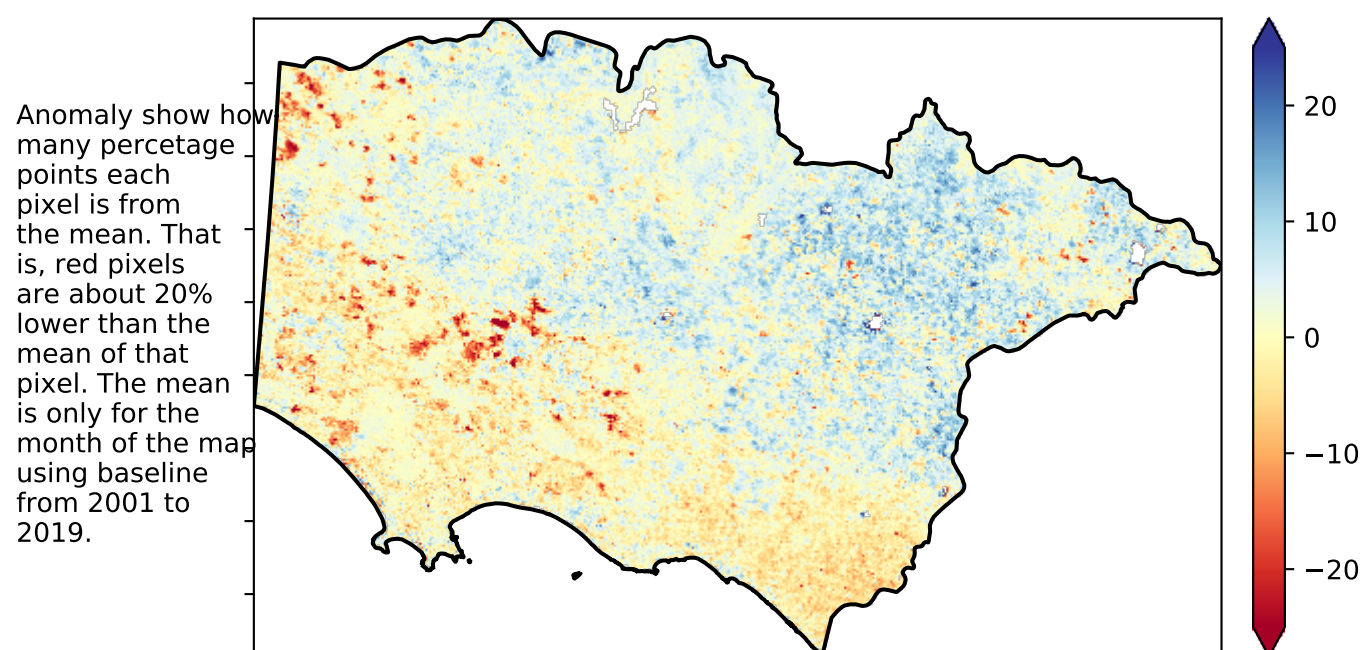 Anomaly show how
many percetage
points each
pixel is from
the mean. That
is, red pixels
are about 20%
lower than the
mean of that
pixel. The mean
is only for the
month of the map
using baseline
from 2001 to
2019.
20
10
0
−10
−20